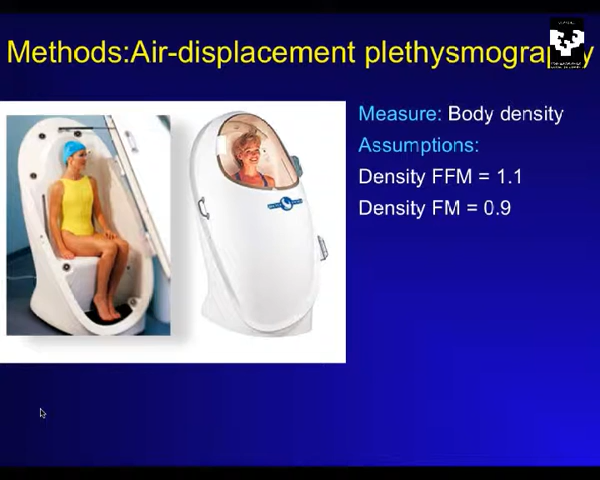 Methods:Air-displacement plethysmography
Measure: Body density
Assumptions:
Density FFM = 1.1
Density FM = 0.9